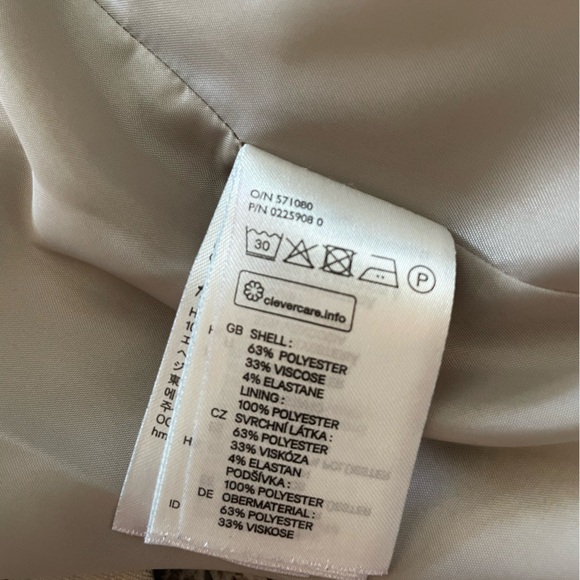 O/N 571080
P/N 0225908 0
30 P
clevercare.info
GB SHELL:
63% POLYESTER
33% VISCOSE
4% ELASTANE
LINING:
100% POLYESTER
CZ SVRCHNÍ LÁTKA:
63% POLYESTER
33% VISKÓZA
4% ELASTAN
PODŠÍVKA:
100% POLYESTER
DE OBERMATERIAL:
63% POLYESTER
33% VISKOSE
H
H
ID